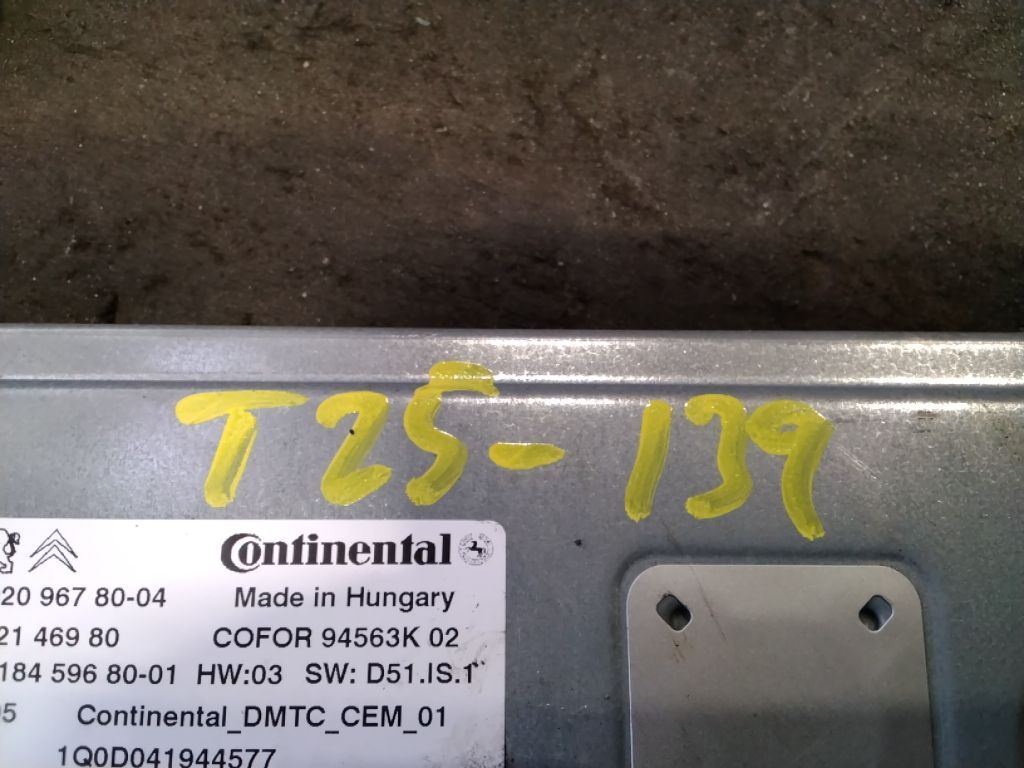 T25-139
Continental
20 967 80-04 Made in Hungary
21 469 80 COFOR 94563K 02
184 596 80-01 HW:03 SW: D51.IS.1
Continental_DMTC_CEM_01
1Q0D041944577